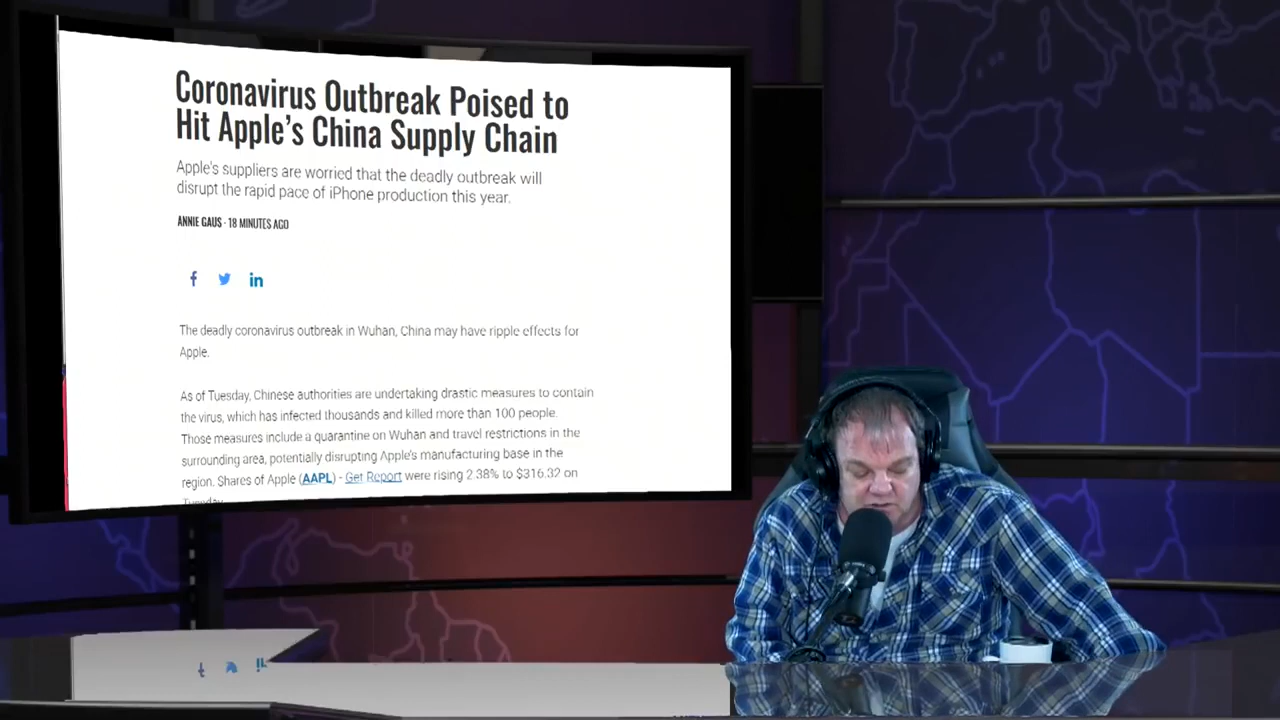 Coronavirus Outbreak Poised to
Hit Apple's China Supply Chain
Apple's suppliers are worried that the deadly outbreak will
disrupt the rapid pace of iPhone production this year.
ANNIE GAUS · 18 MINUTES AGO
f in
The deadly coronavirus outbreak in Wuhan, China may have ripple effects for
Apple.
As of Tuesday, Chinese authorities are undertaking drastic measures to contain
the virus, which has infected thousands and killed more than 100 people.
Those measures include a quarantine on Wuhan and travel restrictions in the
surrounding area, potentially disrupting Apple's manufacturing base in the
region. Shares of Apple (AAPL) - Get Report were rising 2.38% to $316.32 on
Tuesday